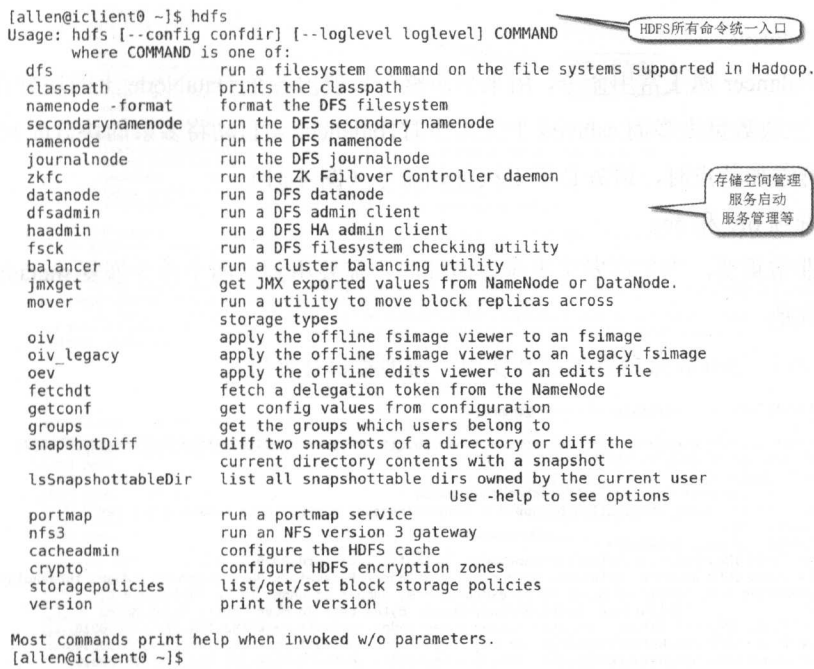 [allen@iclient0 ~]$ hdfs
HDFS所有命令统一入口
Usage: hdfs [--config confdir] [--loglevel loglevel] COMMAND
where COMMAND is one of:
dfs run a filesystem command on the file systems supported in Hadoop.
classpath prints the classpath
namenode -format format the DFS filesystem
secondarynamenode run the DFS secondary namenode
namenode run the DFS namenode
journalnode run the DFS journalnode
zkfc run the ZK Failover Controller daemon
datanode run a DFS datanode
dfsadmin run a DFS admin client
haadmin run a DFS HA admin client
fsck run a DFS filesystem checking utility
balancer run a cluster balancing utility
存储空间管理
服务启动
服务管理等
jmxget get JMX exported values from NameNode or DataNode.
mover run a utility to move block replicas across
storage types
oiv apply the offline fsimage viewer to an fsimage
oiv_legacy apply the offline fsimage viewer to an legacy fsimage
oev apply the offline edits viewer to an edits file
fetchdt fetch a delegation token from the NameNode
getconf get config values from configuration
groups get the groups which users belong to
snapshotDiff diff two snapshots of a directory or diff the
current directory contents with a snapshot
lsSnapshottableDir list all snapshottable dirs owned by the current user
Use -help to see options
portmap run a portmap service
nfs3 run an NFS version 3 gateway
cacheadmin configure the HDFS cache
crypto configure HDFS encryption zones
storagepolicies list/get/set block storage policies
version print the version
Most commands print help when invoked w/o parameters.
[allen@iclient0 ~]$